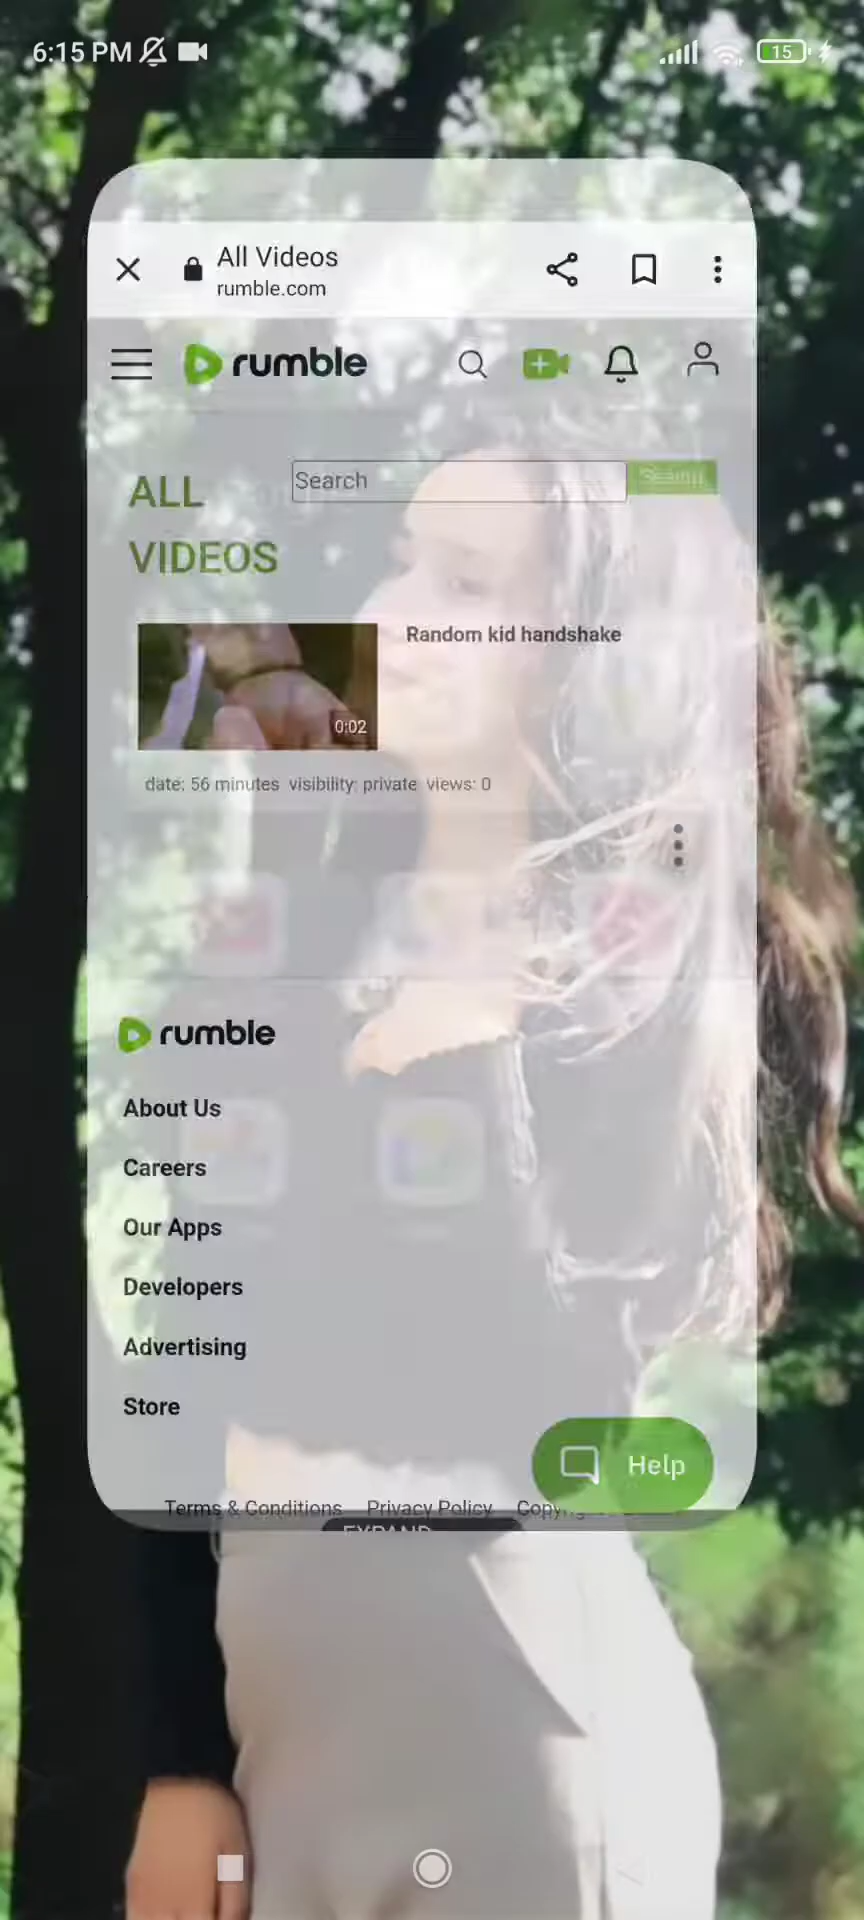 6:15 PM
15
All Videos
rumble.com
rumble
ALL
VIDEOS
Search
Search
Random kid handshake
0:02
date: 56 minutes visibility: private views: 0
rumble
About Us
Careers
Our Apps
Developers
Advertising
Store
Help
Terms & Conditions Privacy Policy
EXPAND